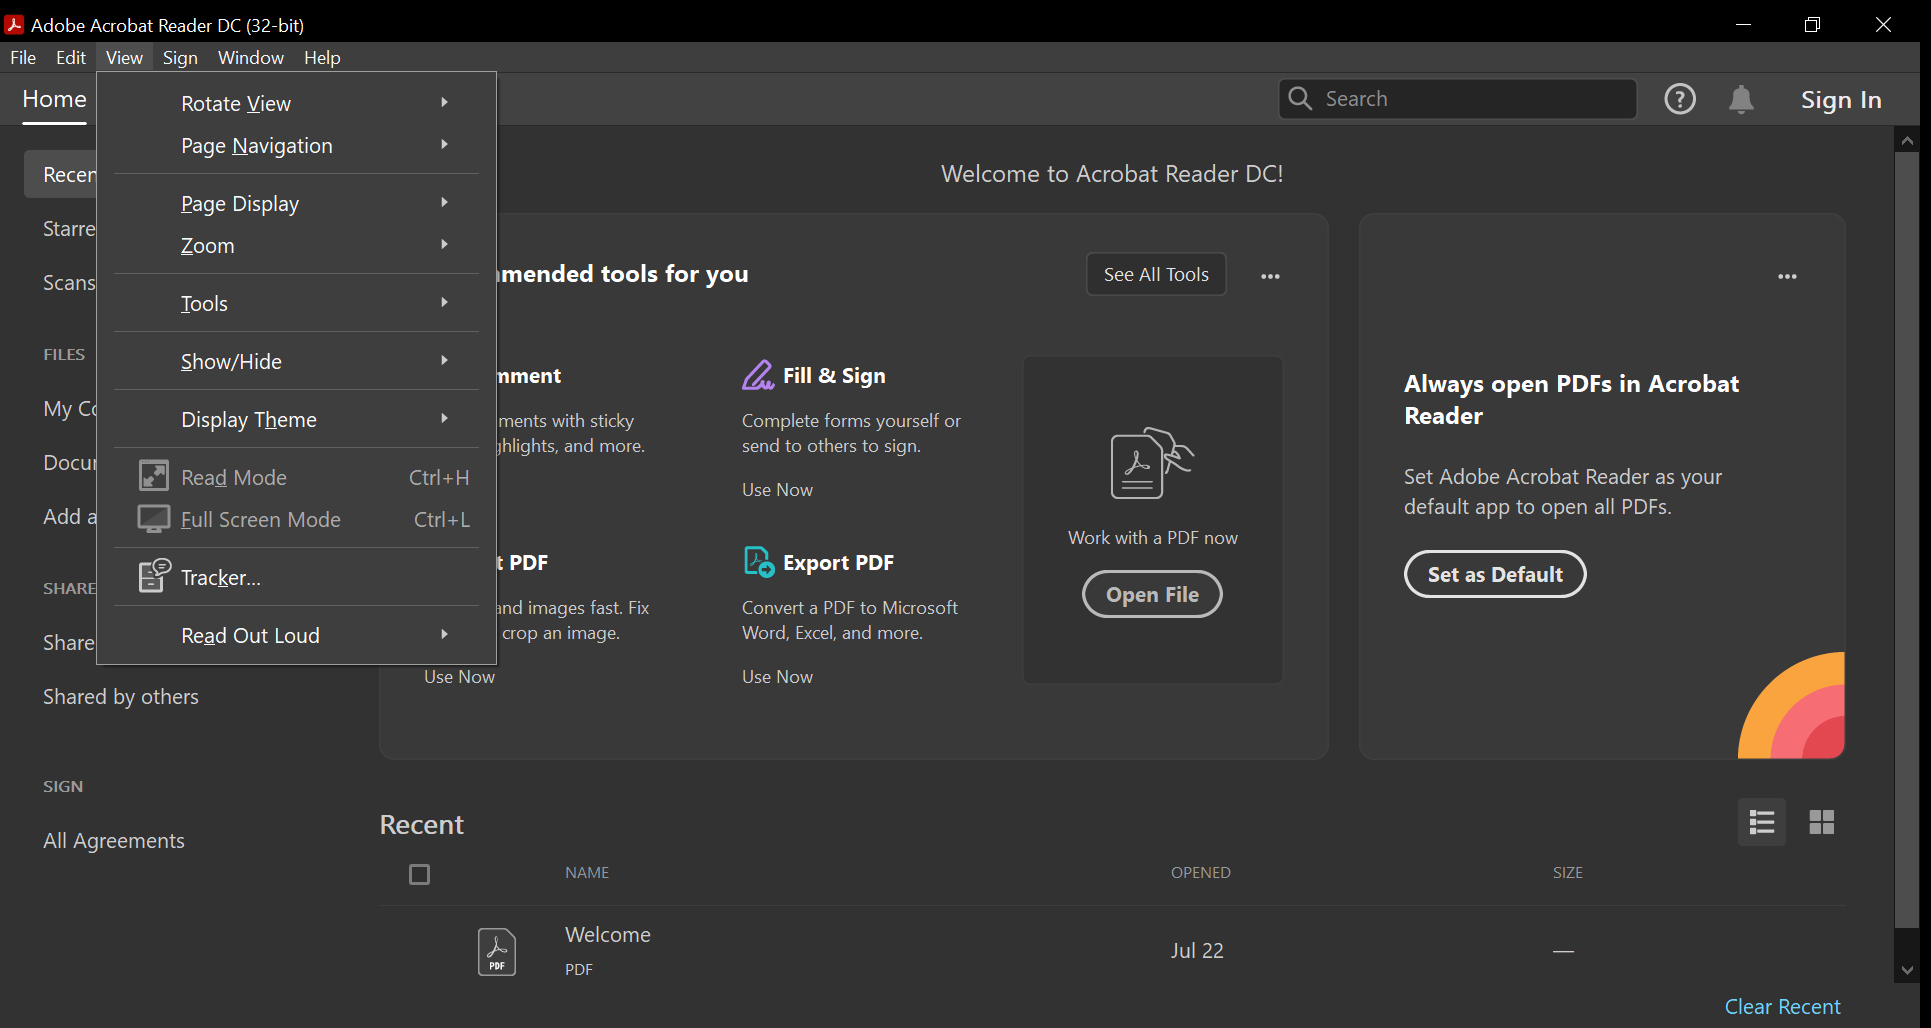 Adobe Acrobat Reader DC (32-bit)
File Edit View Sign Window Help
Home
Search
?
Sign In
Rotate View
Page Navigation
Page Display
Zoom
Tools
Show/Hide
Display Theme
Read Mode Ctrl+H
Full Screen Mode Ctrl+L
Tracker...
Read Out Loud
Recen
Starre
Scans
FILES
My Co
Docum
Add a
SHARE
Share
Shared by others
SIGN
All Agreements
Welcome to Acrobat Reader DC!
mended tools for you
See All Tools
mment
ments with sticky
ghlights, and more.
Fill & Sign
Complete forms yourself or
send to others to sign.
Use Now
t PDF
and images fast. Fix
crop an image.
Use Now
Export PDF
Convert a PDF to Microsoft
Word, Excel, and more.
Use Now
Work with a PDF now
Open File
Always open PDFs in Acrobat
Reader
Set Adobe Acrobat Reader as your
default app to open all PDFs.
Set as Default
Recent
NAME OPENED SIZE
PDF
Welcome
PDF
Jul 22
—
Clear Recent